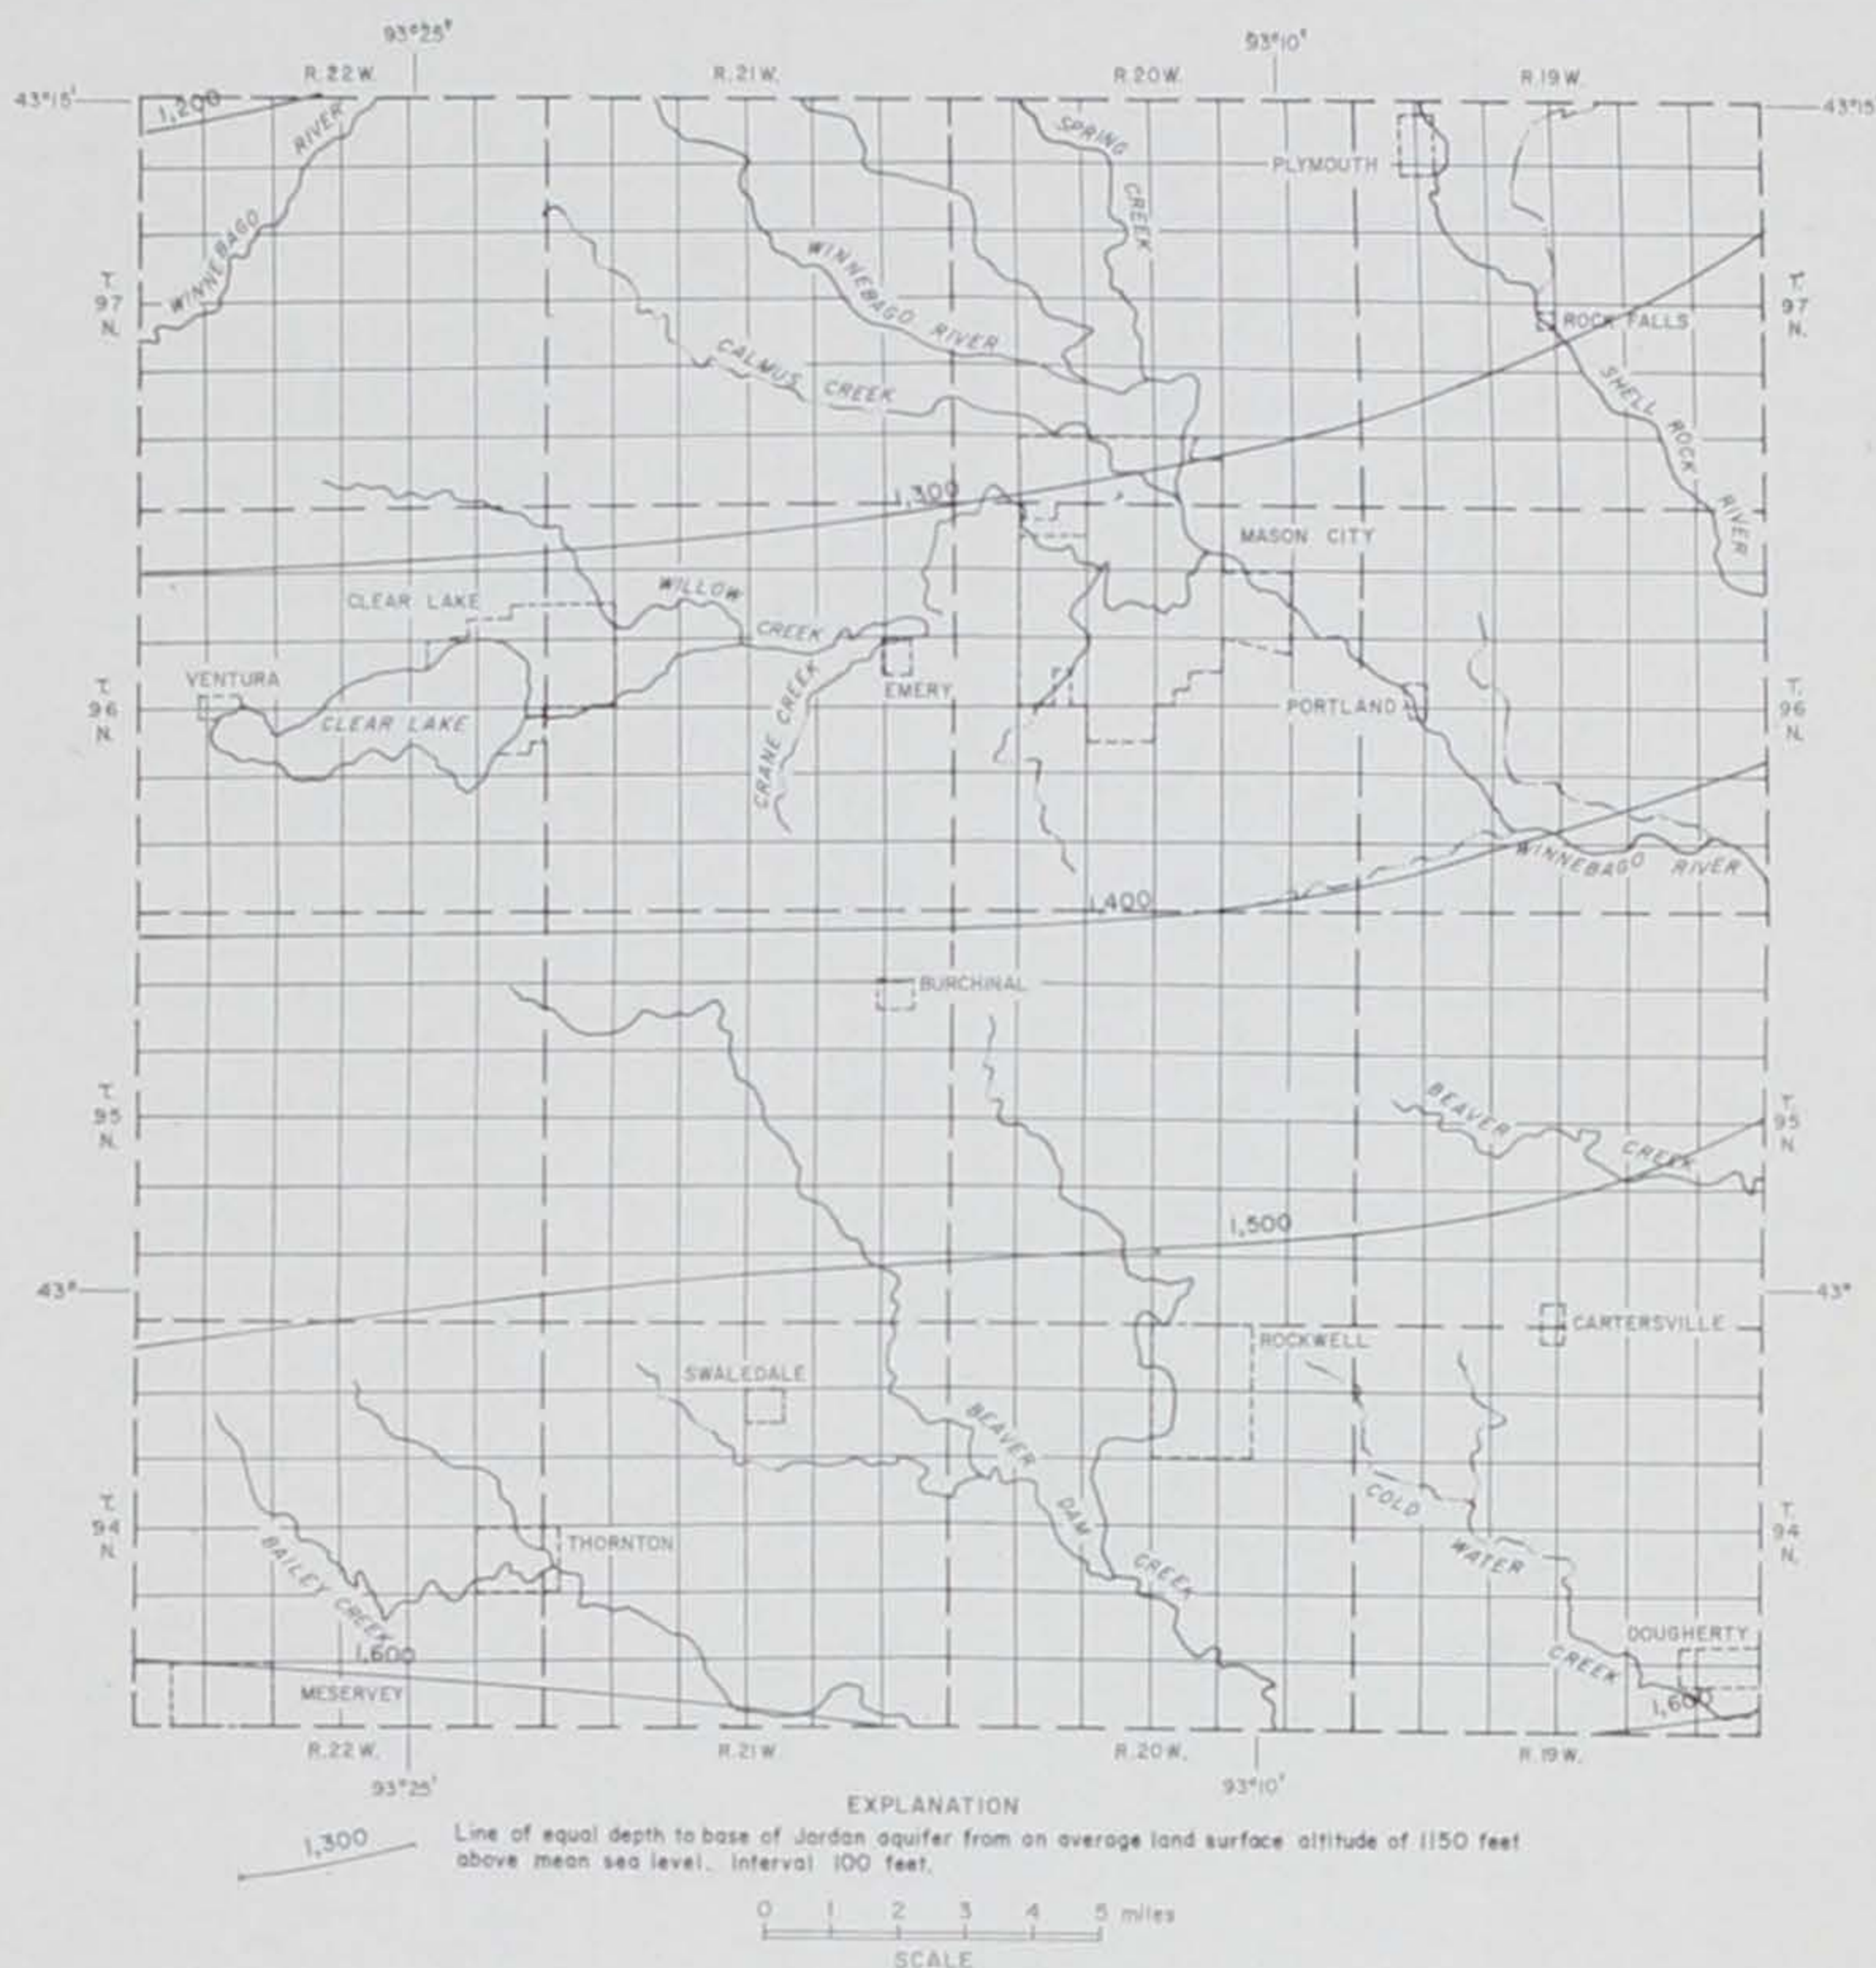 93°25' 93°10'
R.22W. R.21W. R.20W. R.19W.
43°15' 43°15'
1,200
RIVER
SPRING
PLYMOUTH
CREEK
WINNEBAGO
WINNEBAGO RIVER
T. 97 N. T. 97 N.
ROCK FALLS
CALMUS CREEK
SHELL ROCK RIVER
1,300
MASON CITY
CLEAR LAKE
WILLOW CREEK
VENTURA
EMERY
T. 96 N. T. 96 N.
CLEAR LAKE
CRANE CREEK
PORTLAND
WINNEBAGO RIVER
1,400
BURCHINAL
T. 95 N. T. 95 N.
BEAVER CREEK
1,500
43° 43°
CARTERSVILLE
ROCKWELL
SWALEDALE
BEAVER DAM CREEK
COLD WATER CREEK
T. 94 N. T. 94 N.
THORNTON
BAILEY CREEK
DOUGHERTY
1,600
MESERVEY
1,600
R.22W. R.21W. R.20W. R.19W.
93°25' 93°10'
EXPLANATION
1,300
Line of equal depth to base of Jordan aquifer from an average land surface altitude of 1150 feet
above mean sea level. Interval 100 feet.
0 1 2 3 4 5 miles
SCALE